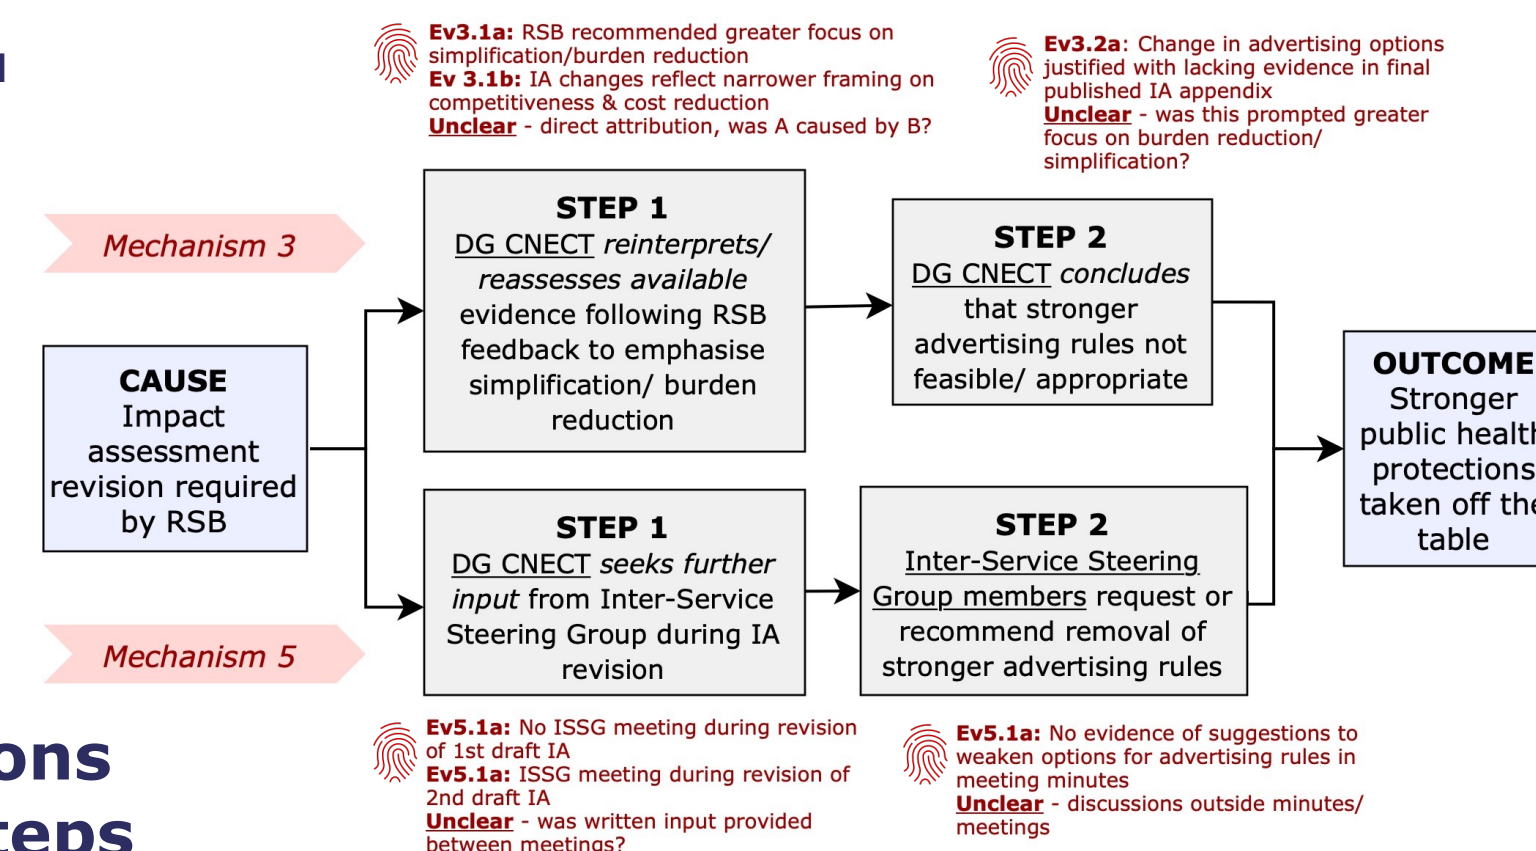 Ev3.1a: RSB recommended greater focus on
simplification/burden reduction
Ev 3.1b: IA changes reflect narrower framing on
competitiveness & cost reduction
Unclear - direct attribution, was A caused by B?
Ev3.2a: Change in advertising options
justified with lacking evidence in final
published IA appendix
Unclear - was this prompted greater
focus on burden reduction/
simplification?
Mechanism 3
STEP 1
DG CNECT reinterprets/
reassesses available
evidence following RSB
feedback to emphasise
simplification/ burden
reduction
STEP 2
DG CNECT concludes
that stronger
advertising rules not
feasible/ appropriate
CAUSE
Impact
assessment
revision required
by RSB
OUTCOME
Stronger
public health
protections
taken off the
table
STEP 1
DG CNECT seeks further
input from Inter-Service
Steering Group during IA
revision
STEP 2
Inter-Service Steering
Group members request or
recommend removal of
stronger advertising rules
Mechanism 5
Ev5.1a: No ISSG meeting during revision
of 1st draft IA
Ev5.1a: ISSG meeting during revision of
2nd draft IA
Unclear - was written input provided
between meetings?
Ev5.1a: No evidence of suggestions to
weaken options for advertising rules in
meeting minutes
Unclear - discussions outside minutes/
meetings
ons
teps